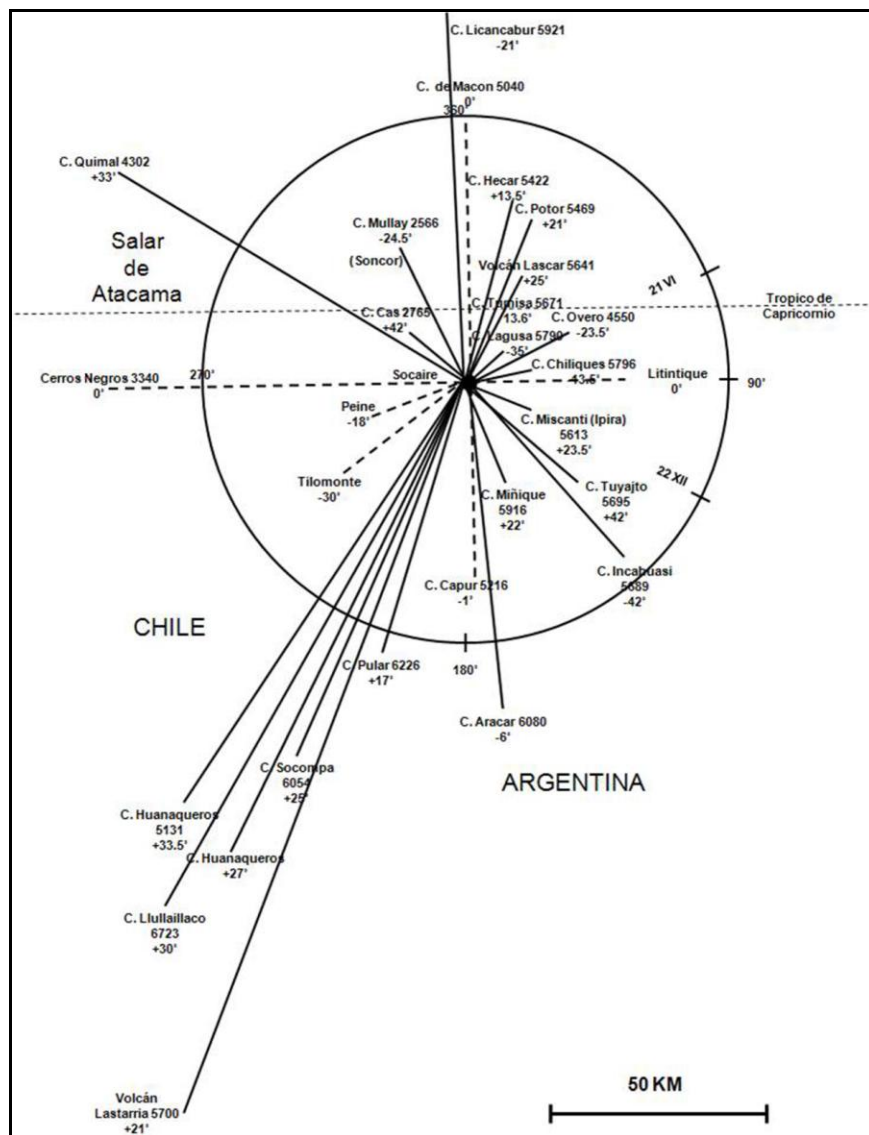 C. Licancabur 5921
-21'
C. de Macon 5040
0'
360'
C. Quimal 4302
+33'
C. Hecar 5422
+13.5'
C. Potor 5469
+21'
C. Mullay 2566
-24.5'
(Soncor)
Salar
de
Atacama
Volcán Lascar 5641
+25'
21 VI
C. Tumisa 5671
13.6'
Tropico de
Capricornio
C. Cas 2765
+42'
C. Overo 4550
-23.5'
C. Lagusa 5790
-35'
C. Chiliques 5796
43.5'
Cerros Negros 3340
0'
270'
Socaire
Litintique
0'
90'
Peine
-18'
C. Miscanti (Ipira)
5613
+23.5'
22 XII
Tilomonte
-30'
C. Tuyajto
5695
+42'
C. Miñique
5916
+22'
C. Incahuasi
5689
-42'
C. Capur 5216
-1'
CHILE
C. Pular 6226
+17'
180'
C. Aracar 6080
-6'
C. Socompa
6054
+25'
ARGENTINA
C. Huanaqueros
5131
+33.5'
C. Huanaqueros
+27'
C. Llullaillaco
6723
+30'
50 KM
Volcán
Lastarria 5700
+21'